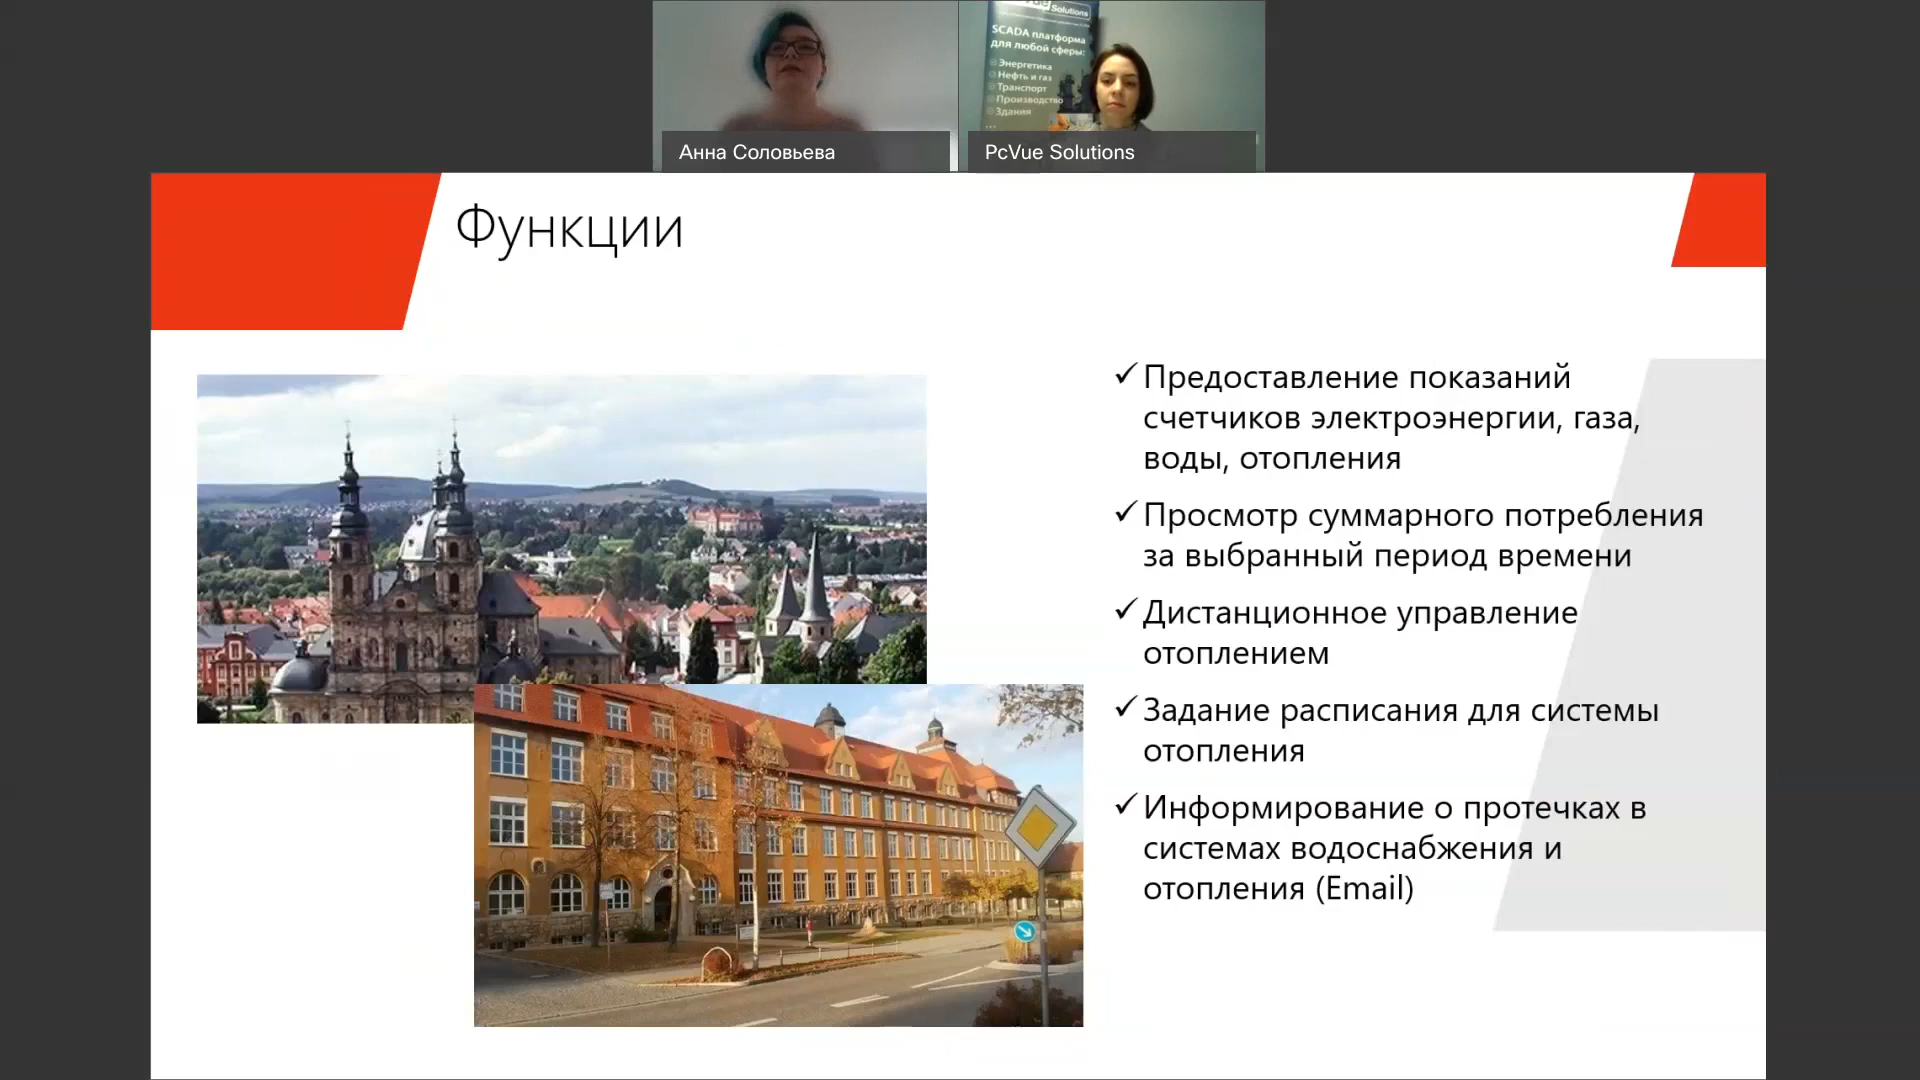 Solutions
SCADA платформа
для любой сферы:
Энергетика
Нефть и газ
Транспорт
Производство
Здания
...
Анна Соловьева
PcVue Solutions
Функции
✓ Предоставление показаний
счетчиков электроэнергии, газа,
воды, отопления
✓ Просмотр суммарного потребления
за выбранный период времени
✓ Дистанционное управление
отоплением
✓ Задание расписания для системы
отопления
✓ Информирование о протечках в
системах водоснабжения и
отопления (Email)